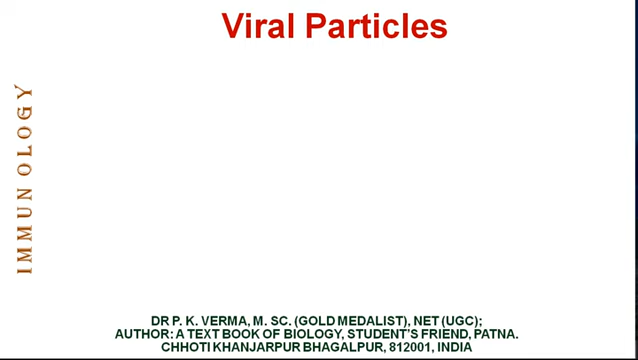 Viral Particles
IMMUNOLOGY
DR P. K. VERMA, M. SC. (GOLD MEDALIST), NET (UGC);
AUTHOR: A TEXT BOOK OF BIOLOGY, STUDENT'S FRIEND, PATNA.
CHHOTI KHANJARPUR BHAGALPUR, 812001, INDIA